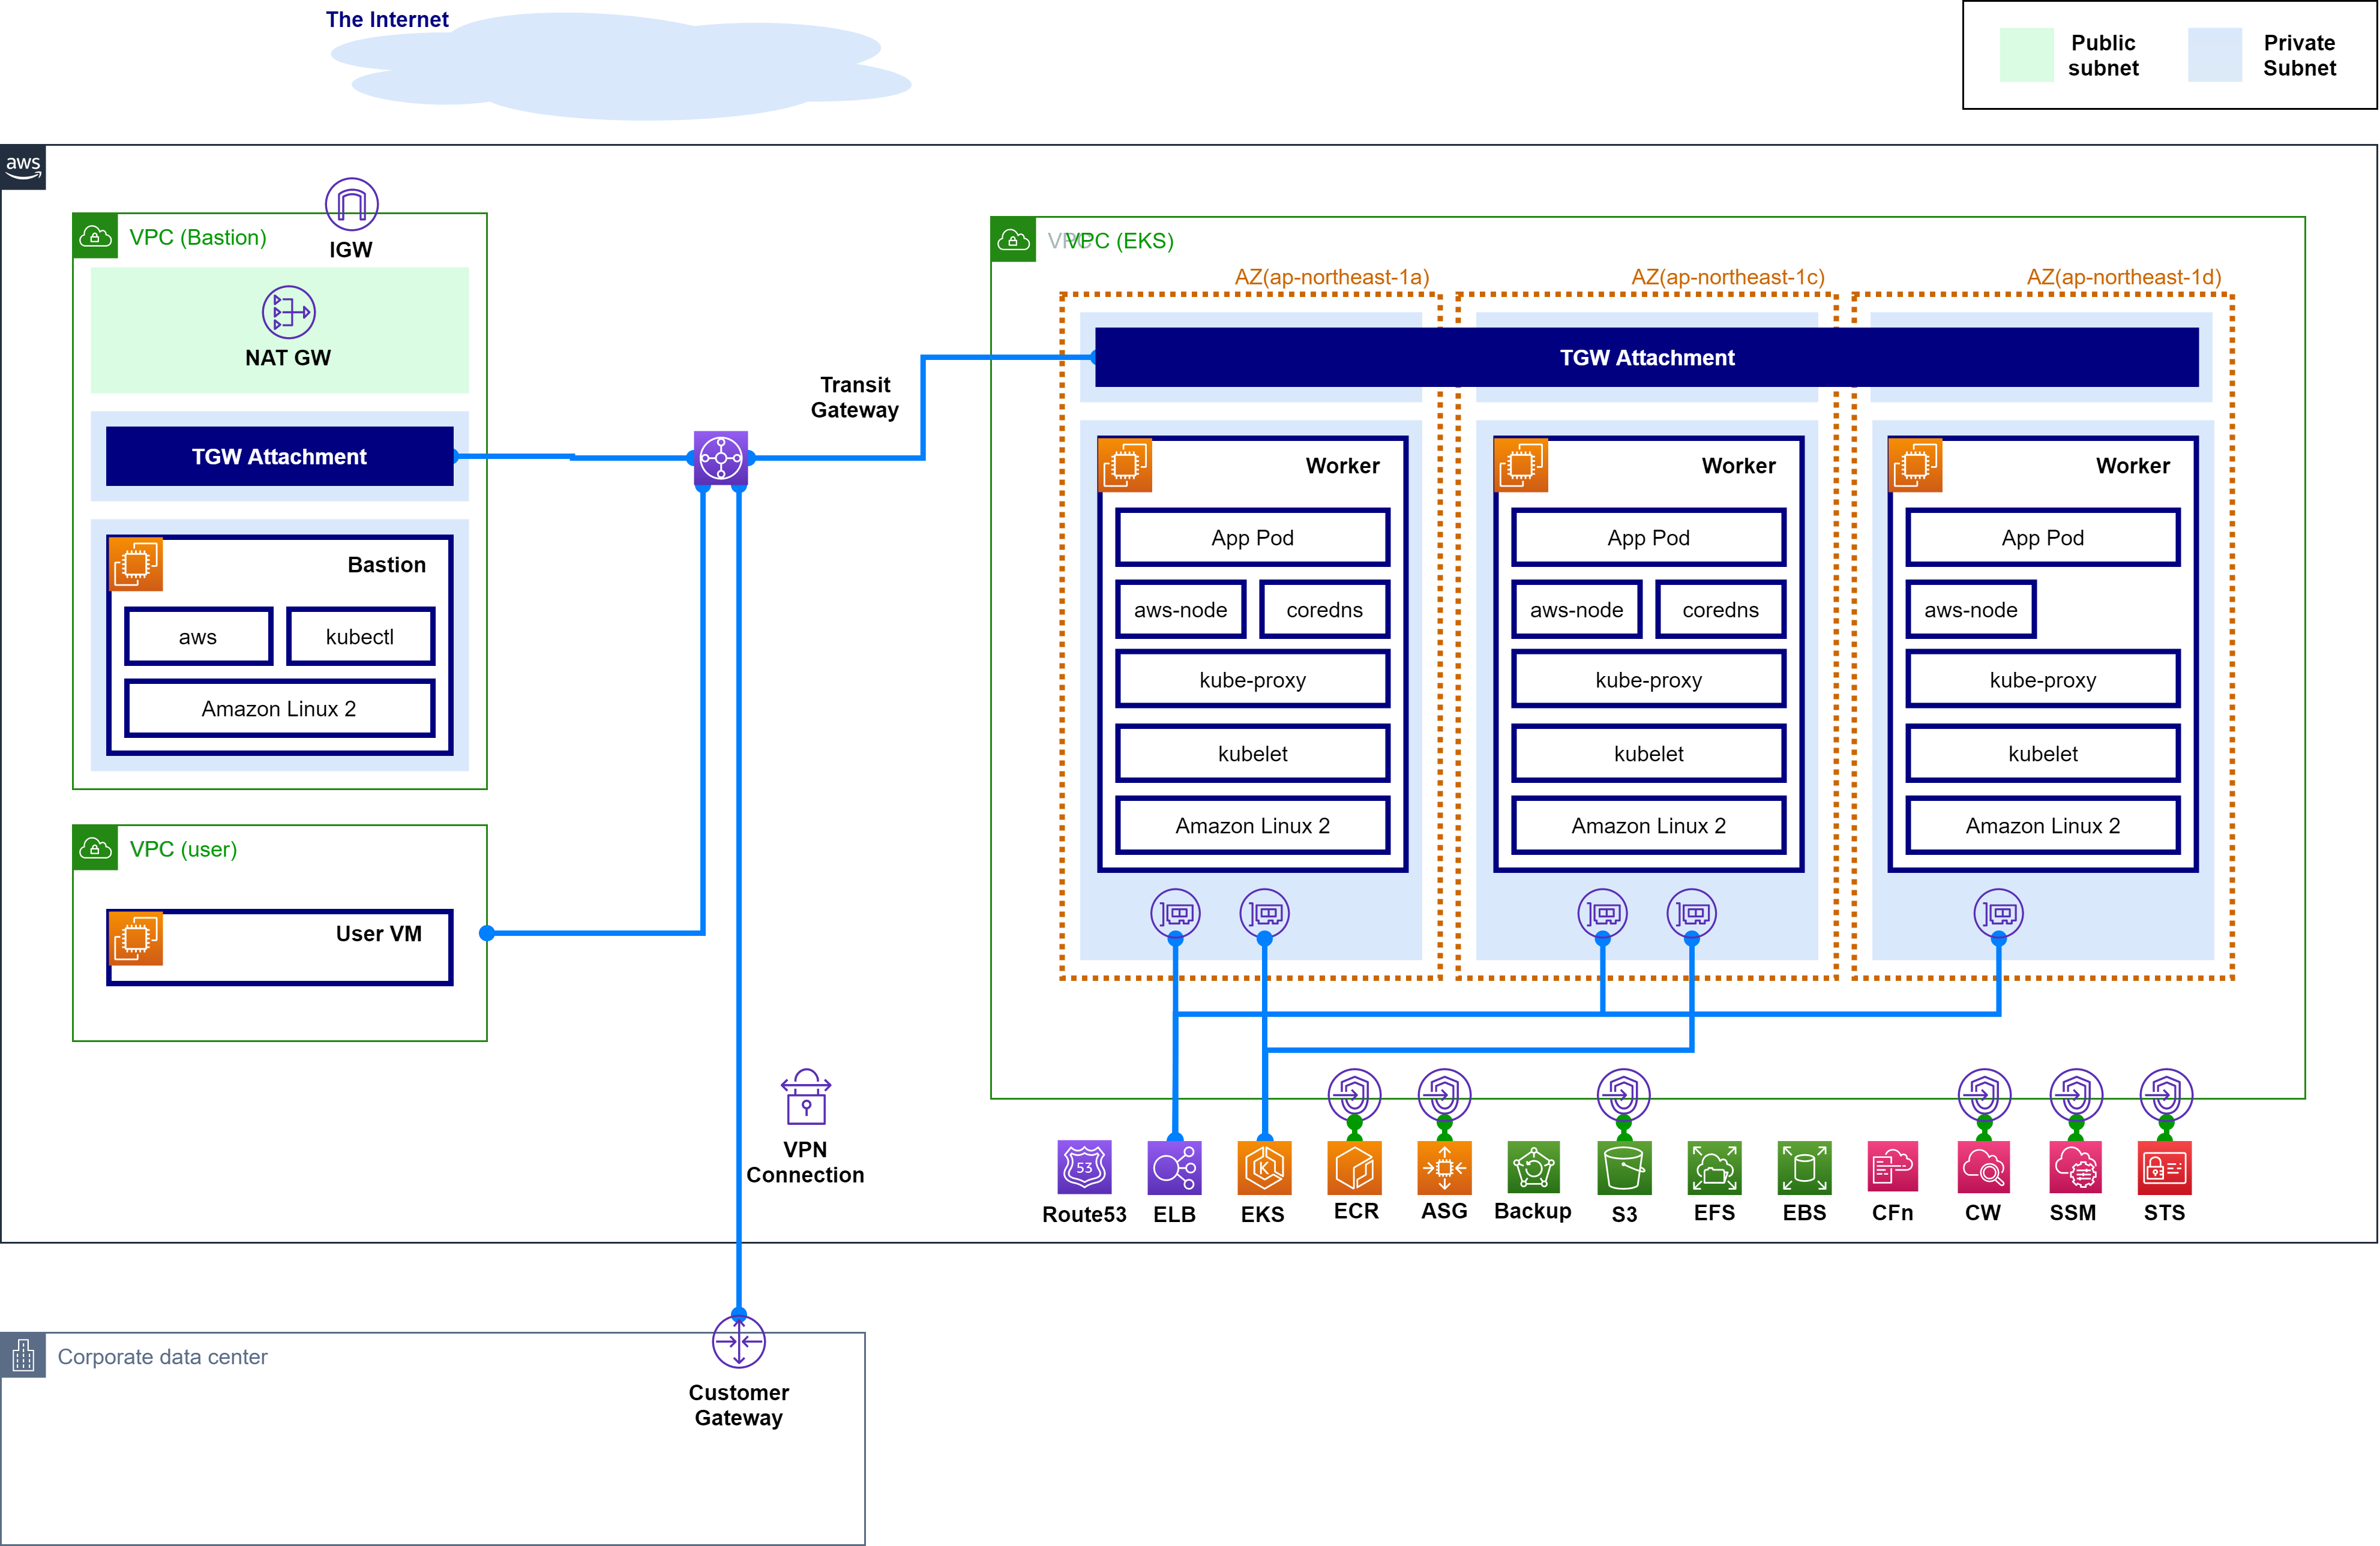 The Internet
Public
subnet
Private
Subnet
aws
VPC (Bastion)
IGW
NAT GW
TGW Attachment
Bastion
aws
kubectl
Amazon Linux 2
VPC (user)
User VM
Transit
Gateway
VPN
Connection
VPC
VPC (EKS)
AZ(ap-northeast-1a)
AZ(ap-northeast-1c)
AZ(ap-northeast-1d)
TGW Attachment
Worker
App Pod
aws-node
coredns
kube-proxy
kubelet
Amazon Linux 2
Worker
App Pod
aws-node
coredns
kube-proxy
kubelet
Amazon Linux 2
Worker
App Pod
aws-node
kube-proxy
kubelet
Amazon Linux 2
53
K
Route53
ELB
EKS
ECR
ASG
Backup
S3
EFS
EBS
CFn
CW
SSM
STS
Corporate data center
Customer
Gateway